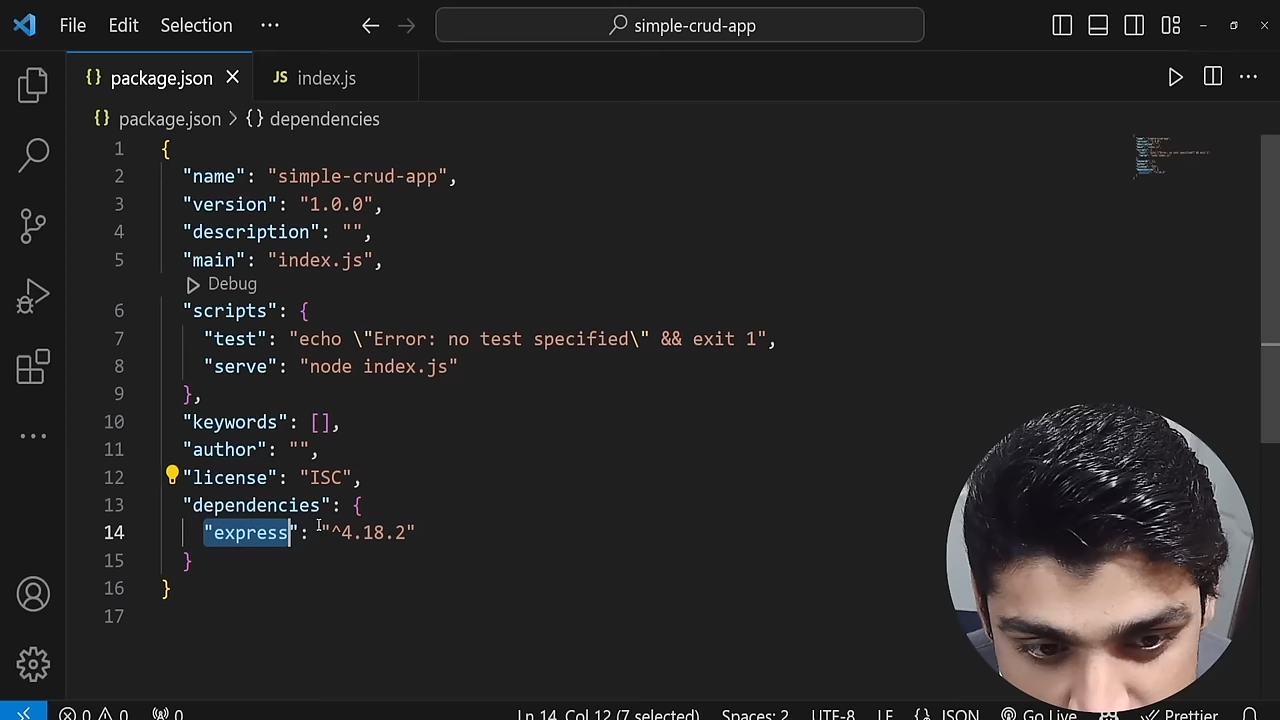 File Edit Selection ··· simple-crud-app
{} package.json JS index.js
{} package.json > {} dependencies
1 {
2 "name": "simple-crud-app",
3 "version": "1.0.0",
4 "description": "",
5 "main": "index.js",
Debug
6 "scripts": {
7 "test": "echo \"Error: no test specified\" && exit 1",
8 "serve": "node index.js"
9 },
10 "keywords": [],
11 "author": "",
12 "license": "ISC",
13 "dependencies": {
14 "express": "^4.18.2"
15 }
16 }
17
0 0 0 Ln 14, Col 12 (7 selected) Spaces: 2 UTF-8 LF {} JSON Go Live Prettier